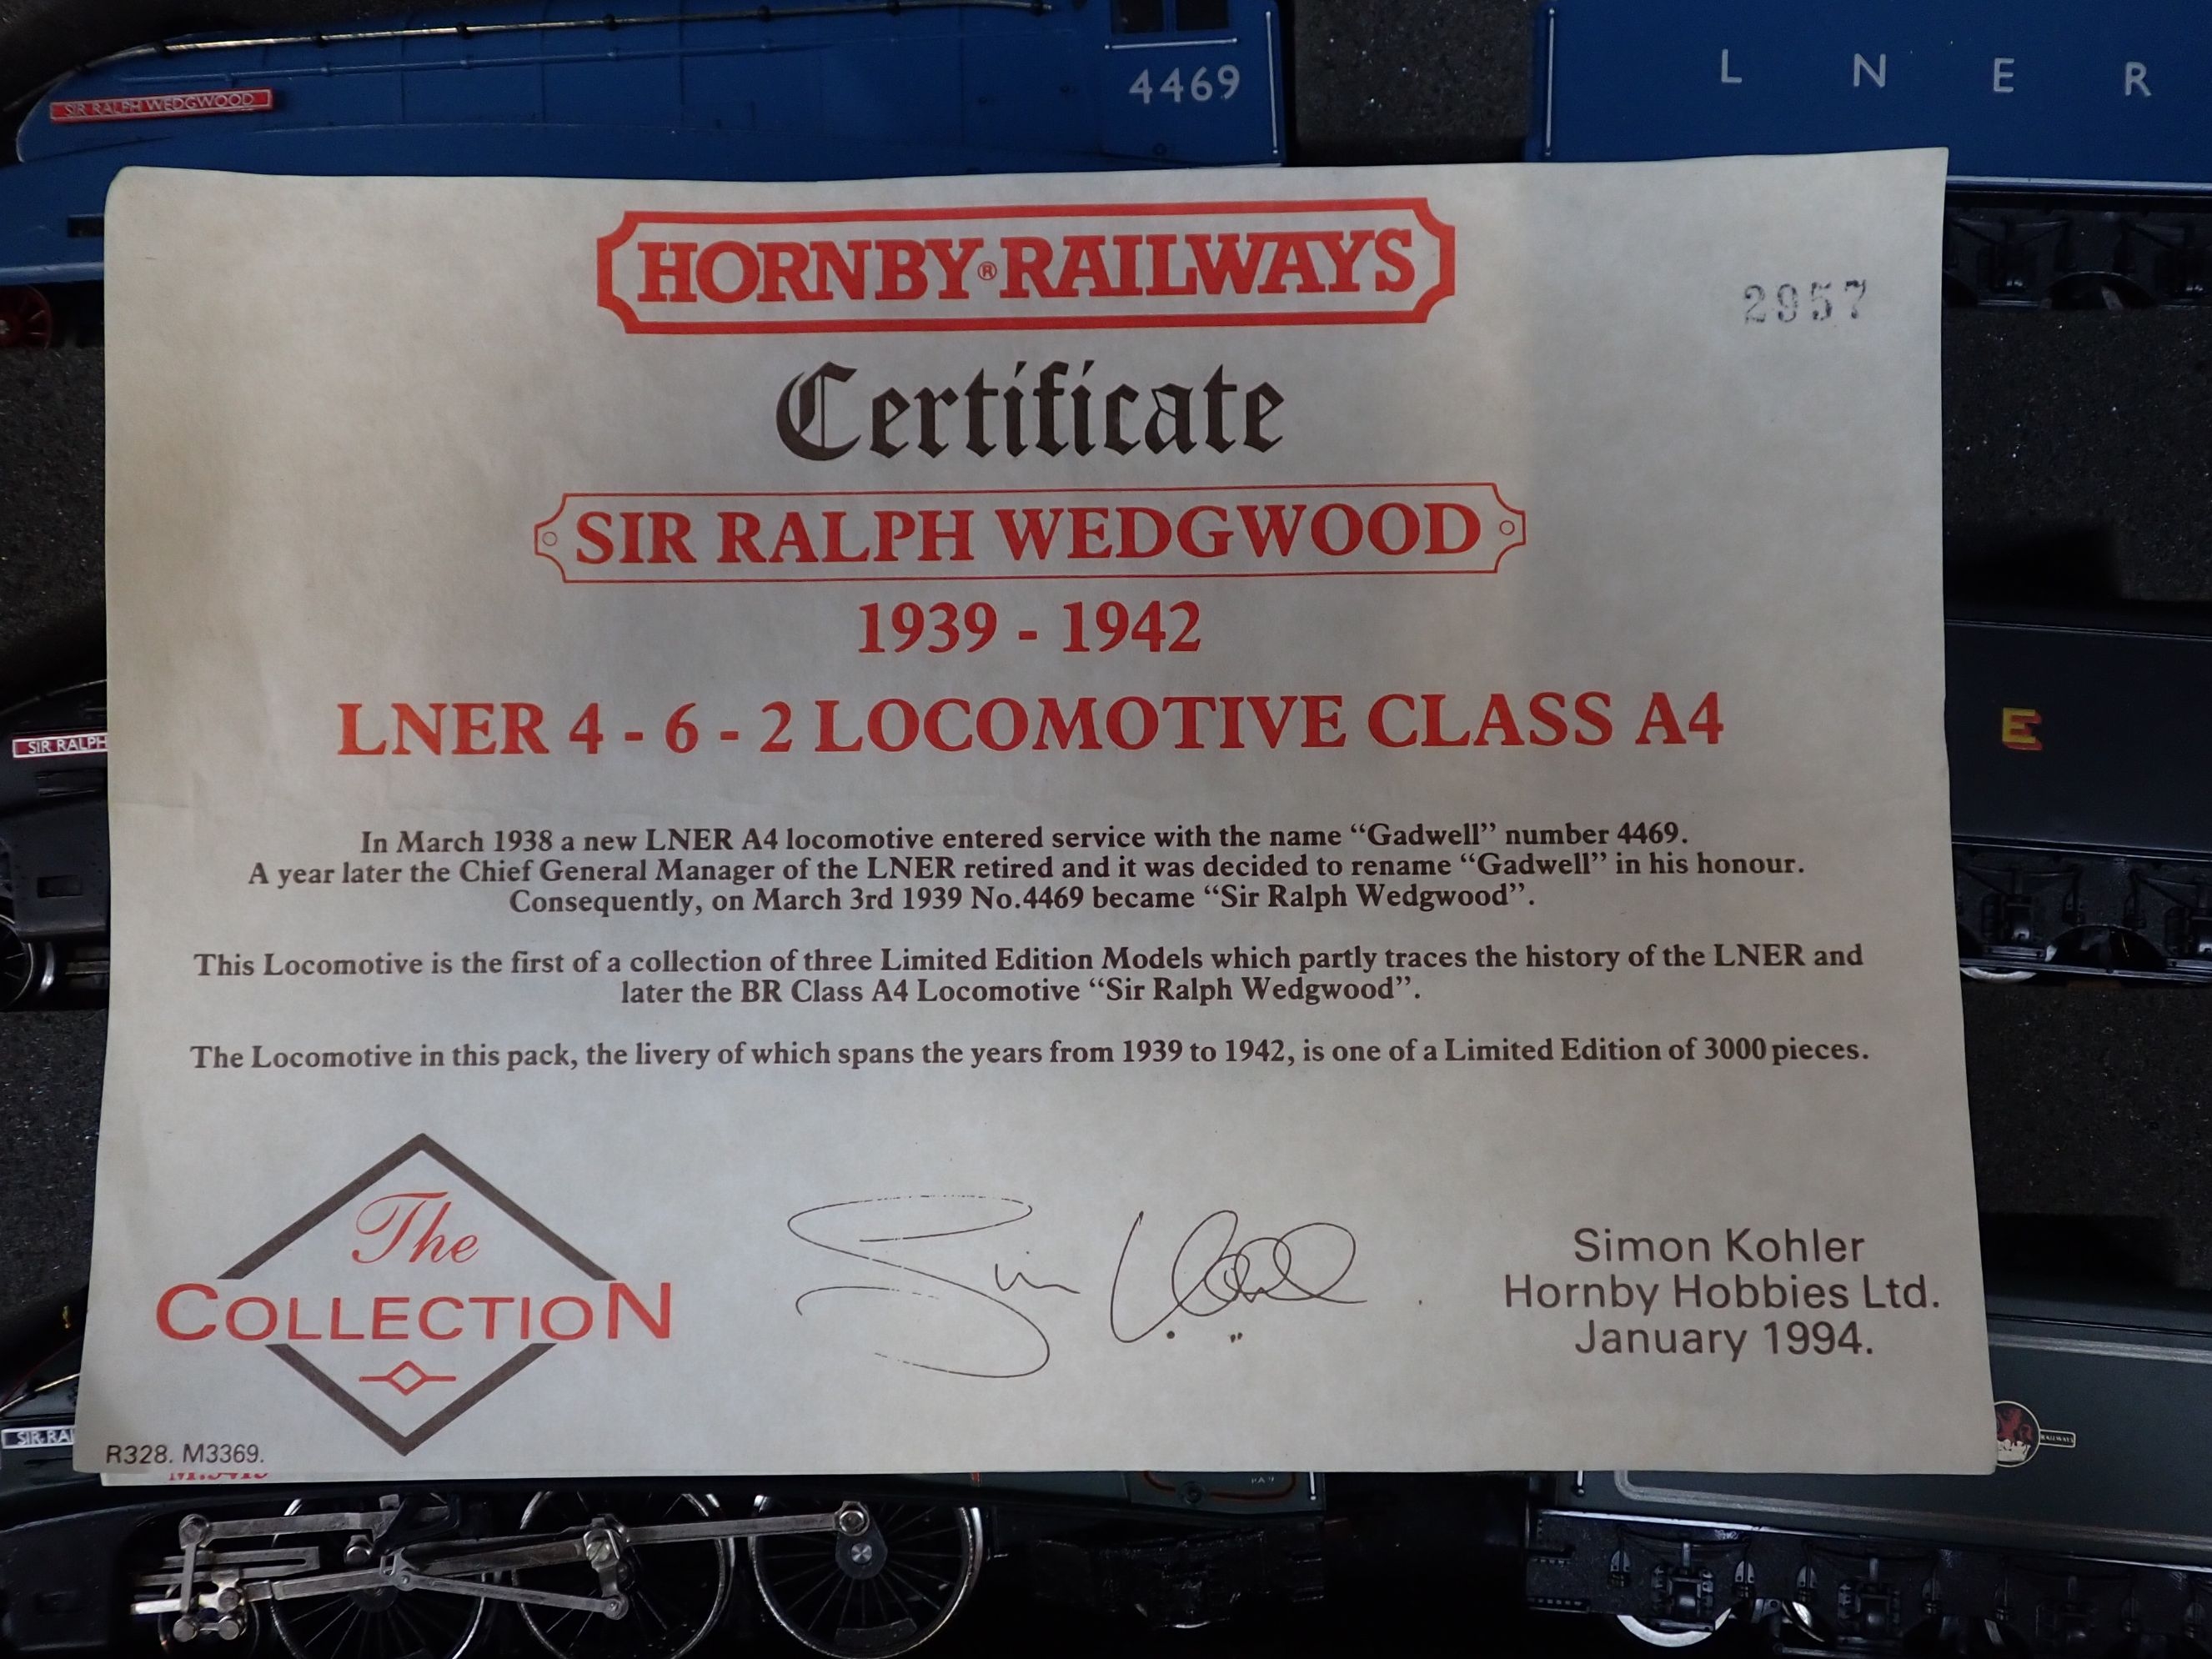 SIR RALPH WEDGWOOD
4469
L N E R
HORNBY® RAILWAYS
2957
Certificate
SIR RALPH WEDGWOOD
1939 - 1942
LNER 4 - 6 - 2 LOCOMOTIVE CLASS A4
SIR RALPH
E
In March 1938 a new LNER A4 locomotive entered service with the name “Gadwell” number 4469.
A year later the Chief General Manager of the LNER retired and it was decided to rename “Gadwell” in his honour.
Consequently, on March 3rd 1939 No.4469 became “Sir Ralph Wedgwood”.
This Locomotive is the first of a collection of three Limited Edition Models which partly traces the history of the LNER and
later the BR Class A4 Locomotive “Sir Ralph Wedgwood”.
The Locomotive in this pack, the livery of which spans the years from 1939 to 1942, is one of a Limited Edition of 3000 pieces.
The
COLLECTION
Simon Kohler
Hornby Hobbies Ltd.
January 1994.
SIR RAL
R328. M3369.